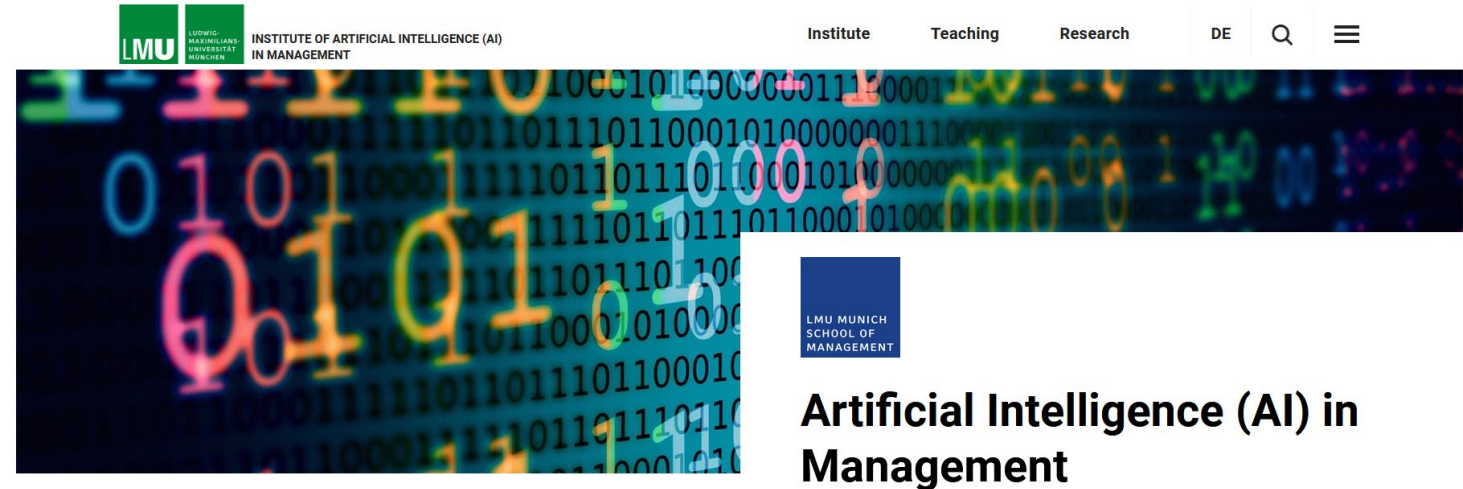 LMU
LUDWIG-
MAXIMILIANS-
UNIVERSITÄT
MÜNCHEN
INSTITUTE OF ARTIFICIAL INTELLIGENCE (AI)
IN MANAGEMENT
Institute Teaching Research DE
LMU MUNICH
SCHOOL OF
MANAGEMENT
Artificial Intelligence (AI) in
Management